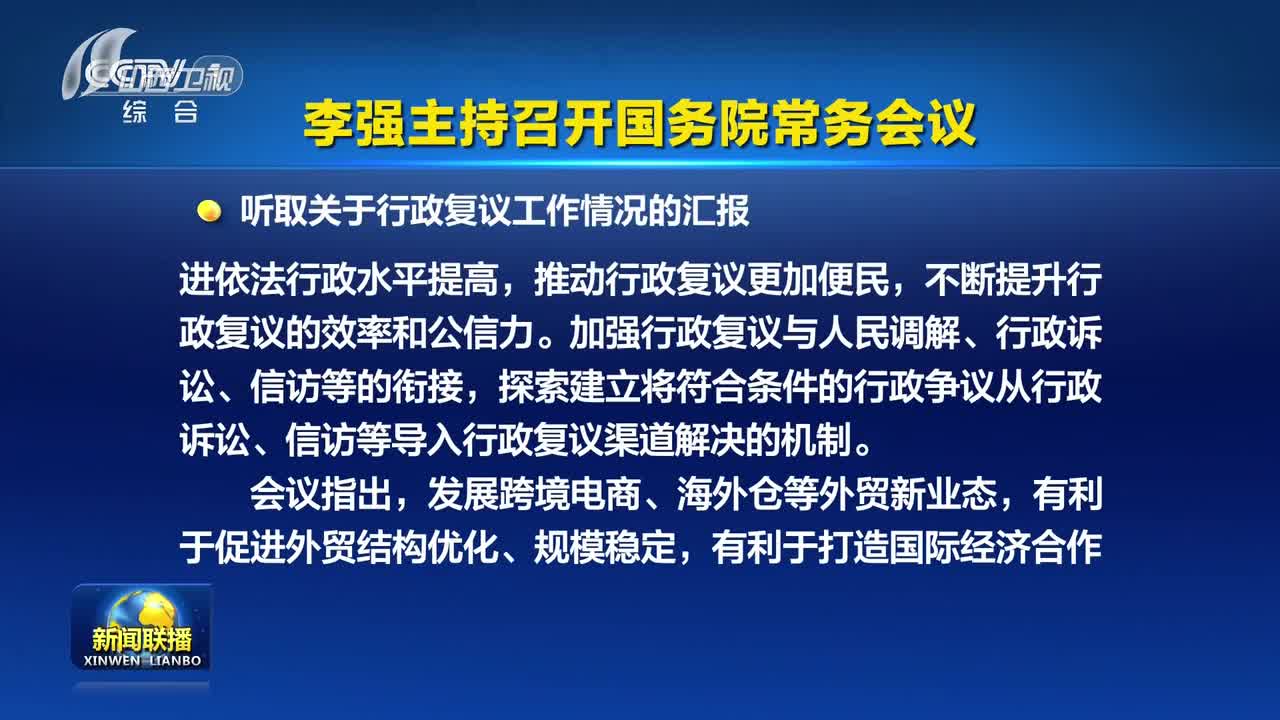 CCTV 1
山西卫视
综合
李强主持召开国务院常务会议
听取关于行政复议工作情况的汇报
进依法行政水平提高，推动行政复议更加便民，不断提升行
政复议的效率和公信力。加强行政复议与人民调解、行政诉
讼、信访等的衔接，探索建立将符合条件的行政争议从行政
诉讼、信访等导入行政复议渠道解决的机制。
会议指出，发展跨境电商、海外仓等外贸新业态，有利
于促进外贸结构优化、规模稳定，有利于打造国际经济合作
新闻联播
XINWEN LIANBO